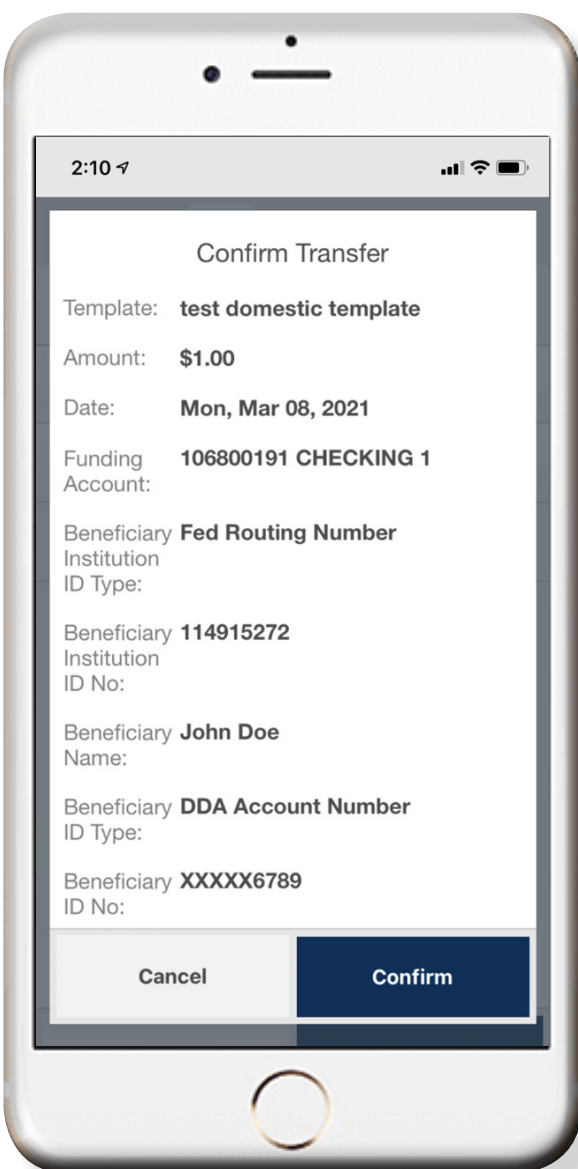 2:10
Confirm Transfer
Template: test domestic template
Amount: $1.00
Date: Mon, Mar 08, 2021
Funding Account: 106800191 CHECKING 1
Beneficiary Institution ID Type: Fed Routing Number
Beneficiary Institution ID No: 114915272
Beneficiary Name: John Doe
Beneficiary ID Type: DDA Account Number
Beneficiary ID No: XXXXX6789
Cancel Confirm